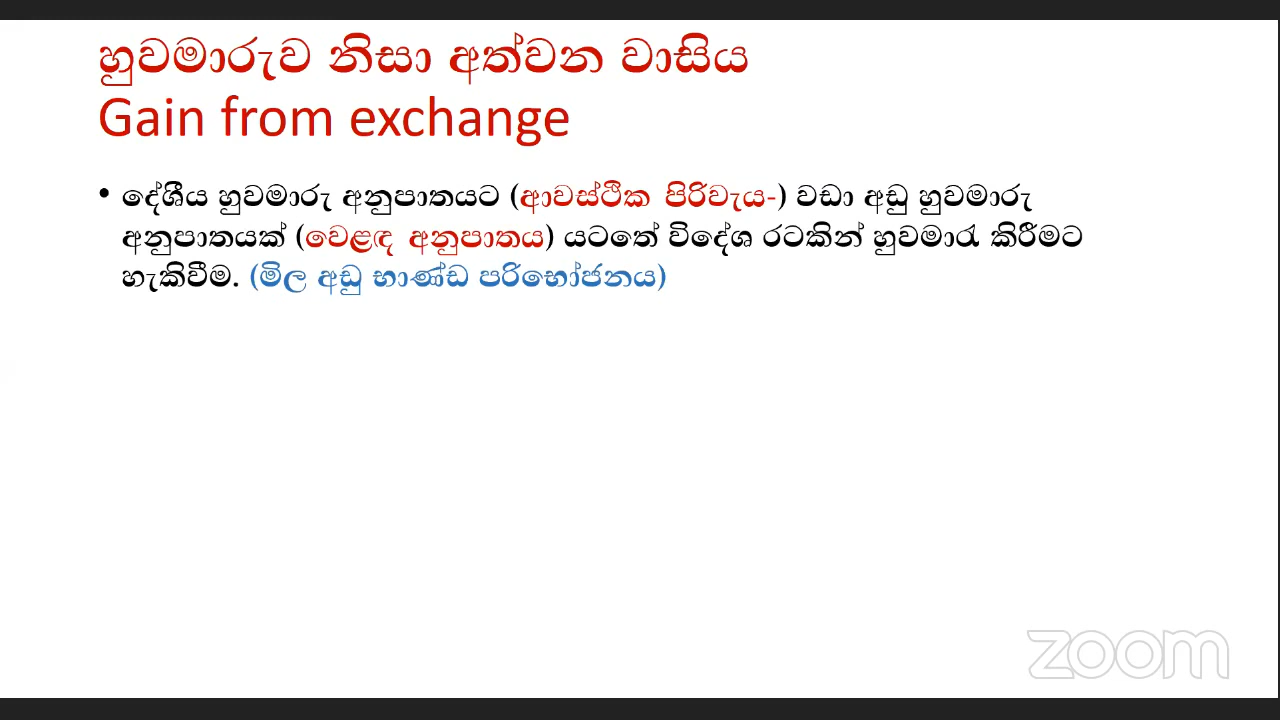 හුවමාරුව නිසා අත්වන වාසිය
Gain from exchange
• දේශීය හුවමාරු අනුපාතයට (ආවස්ථික පිරිවැය-) වඩා අඩු හුවමාරු
අනුපාතයක් (වෙළඳ අනුපාතය) යටතේ විදේශ රටකින් හුවමාරැ කිරීමට
හැකිවීම. (මිල අඩු භාණ්ඩ පරිභෝජනය)
zoom